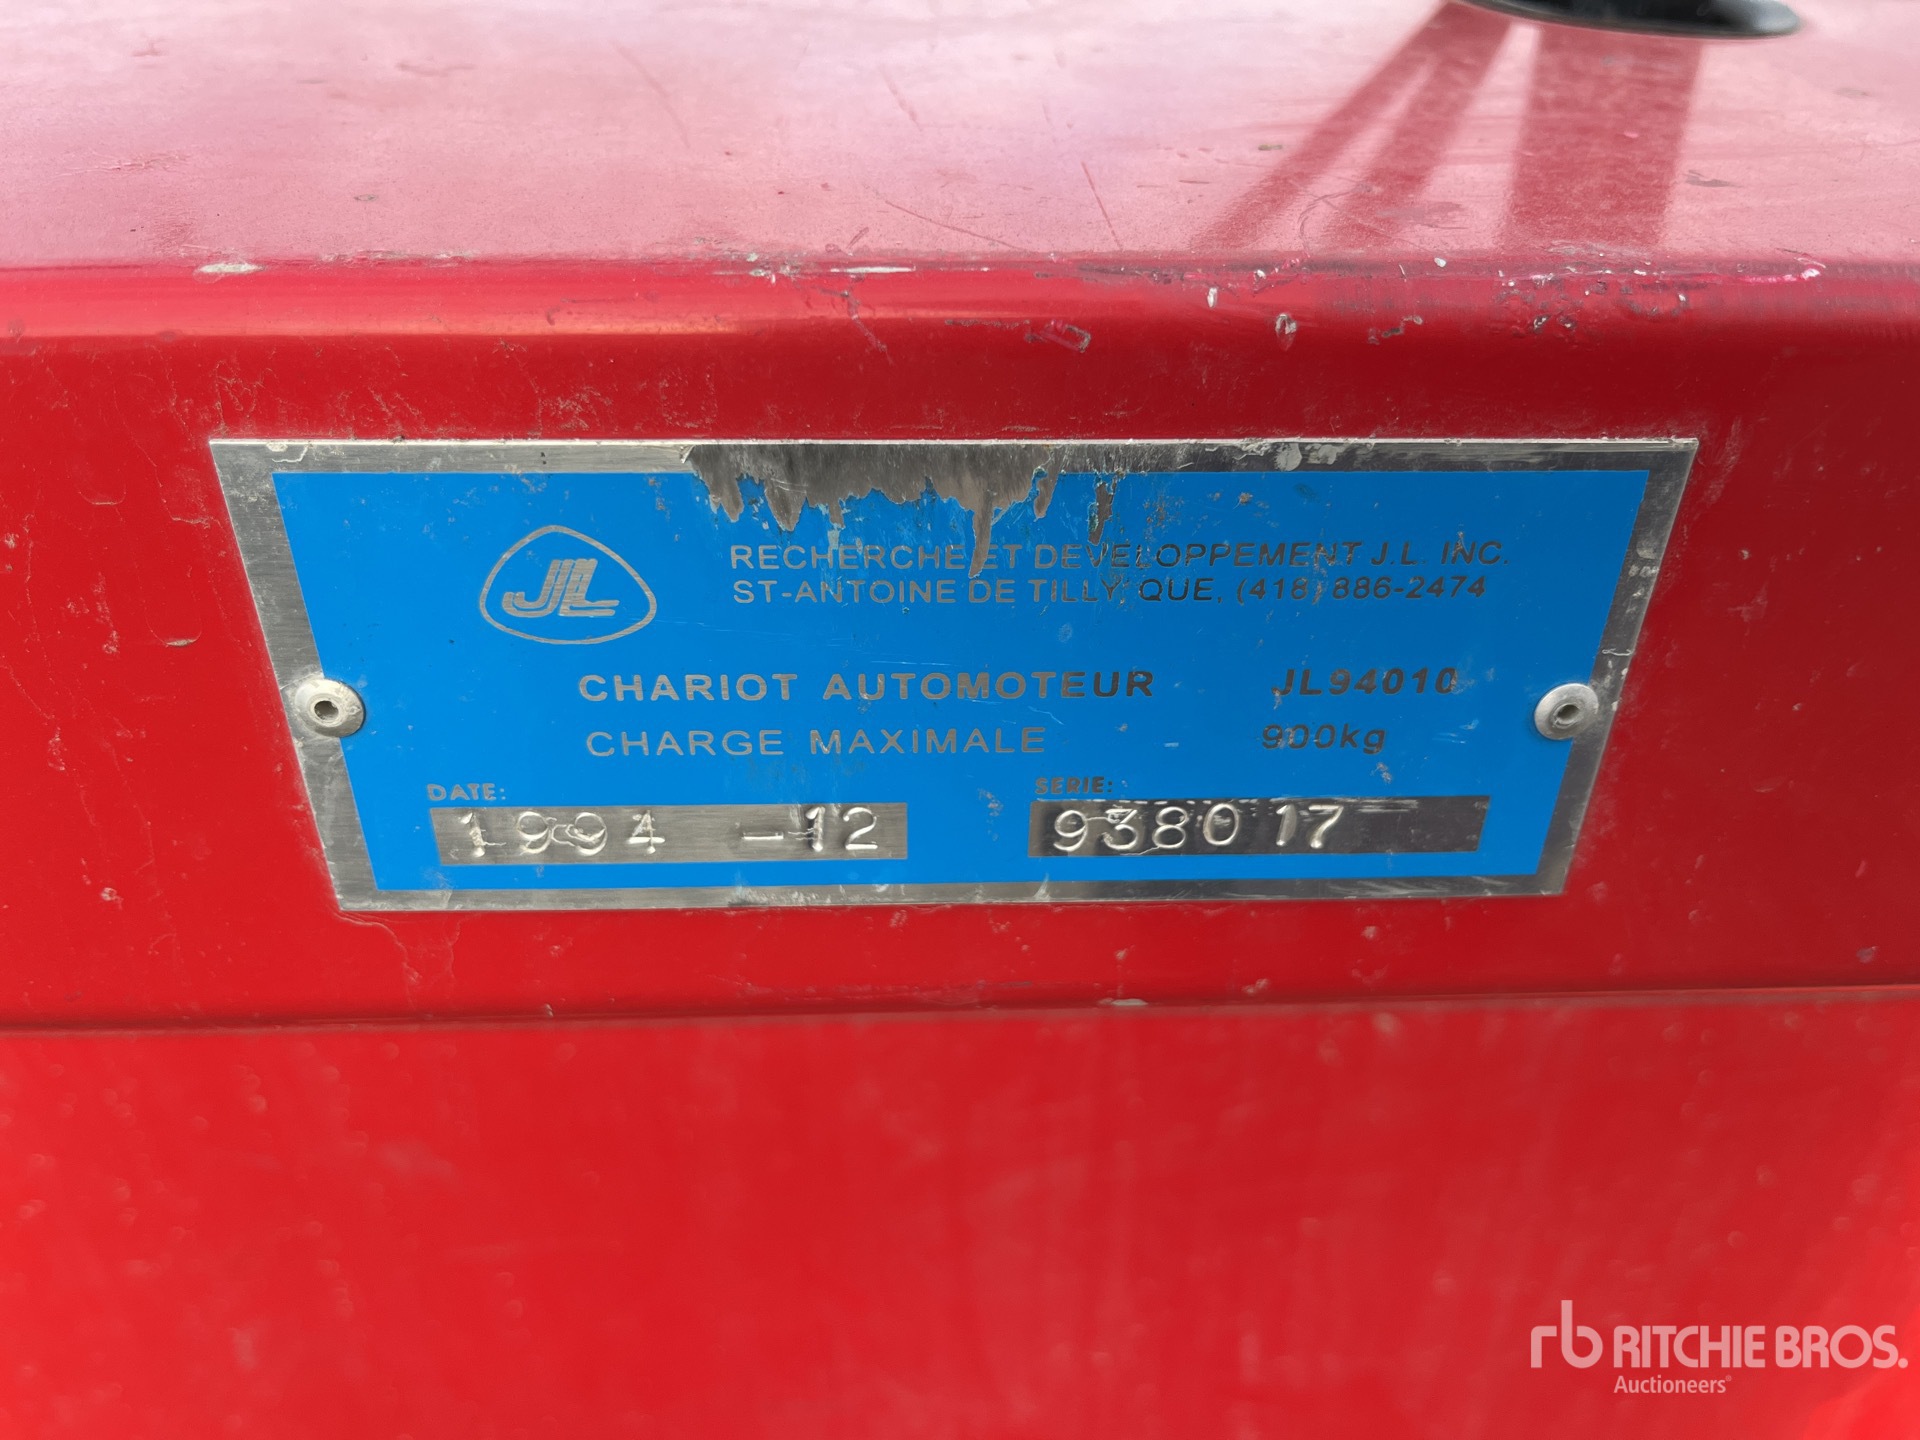 JL
RECHERCHE ET DEVELOPPEMENT J.L. INC.
ST-ANTOINE DE TILLY, QUE, (418) 886-2474
CHARIOT AUTOMOTEUR JL94010
CHARGE MAXIMALE 900kg
DATE: SERIE:
1994 -12 938017
rb RITCHIE BROS.
Auctioneers